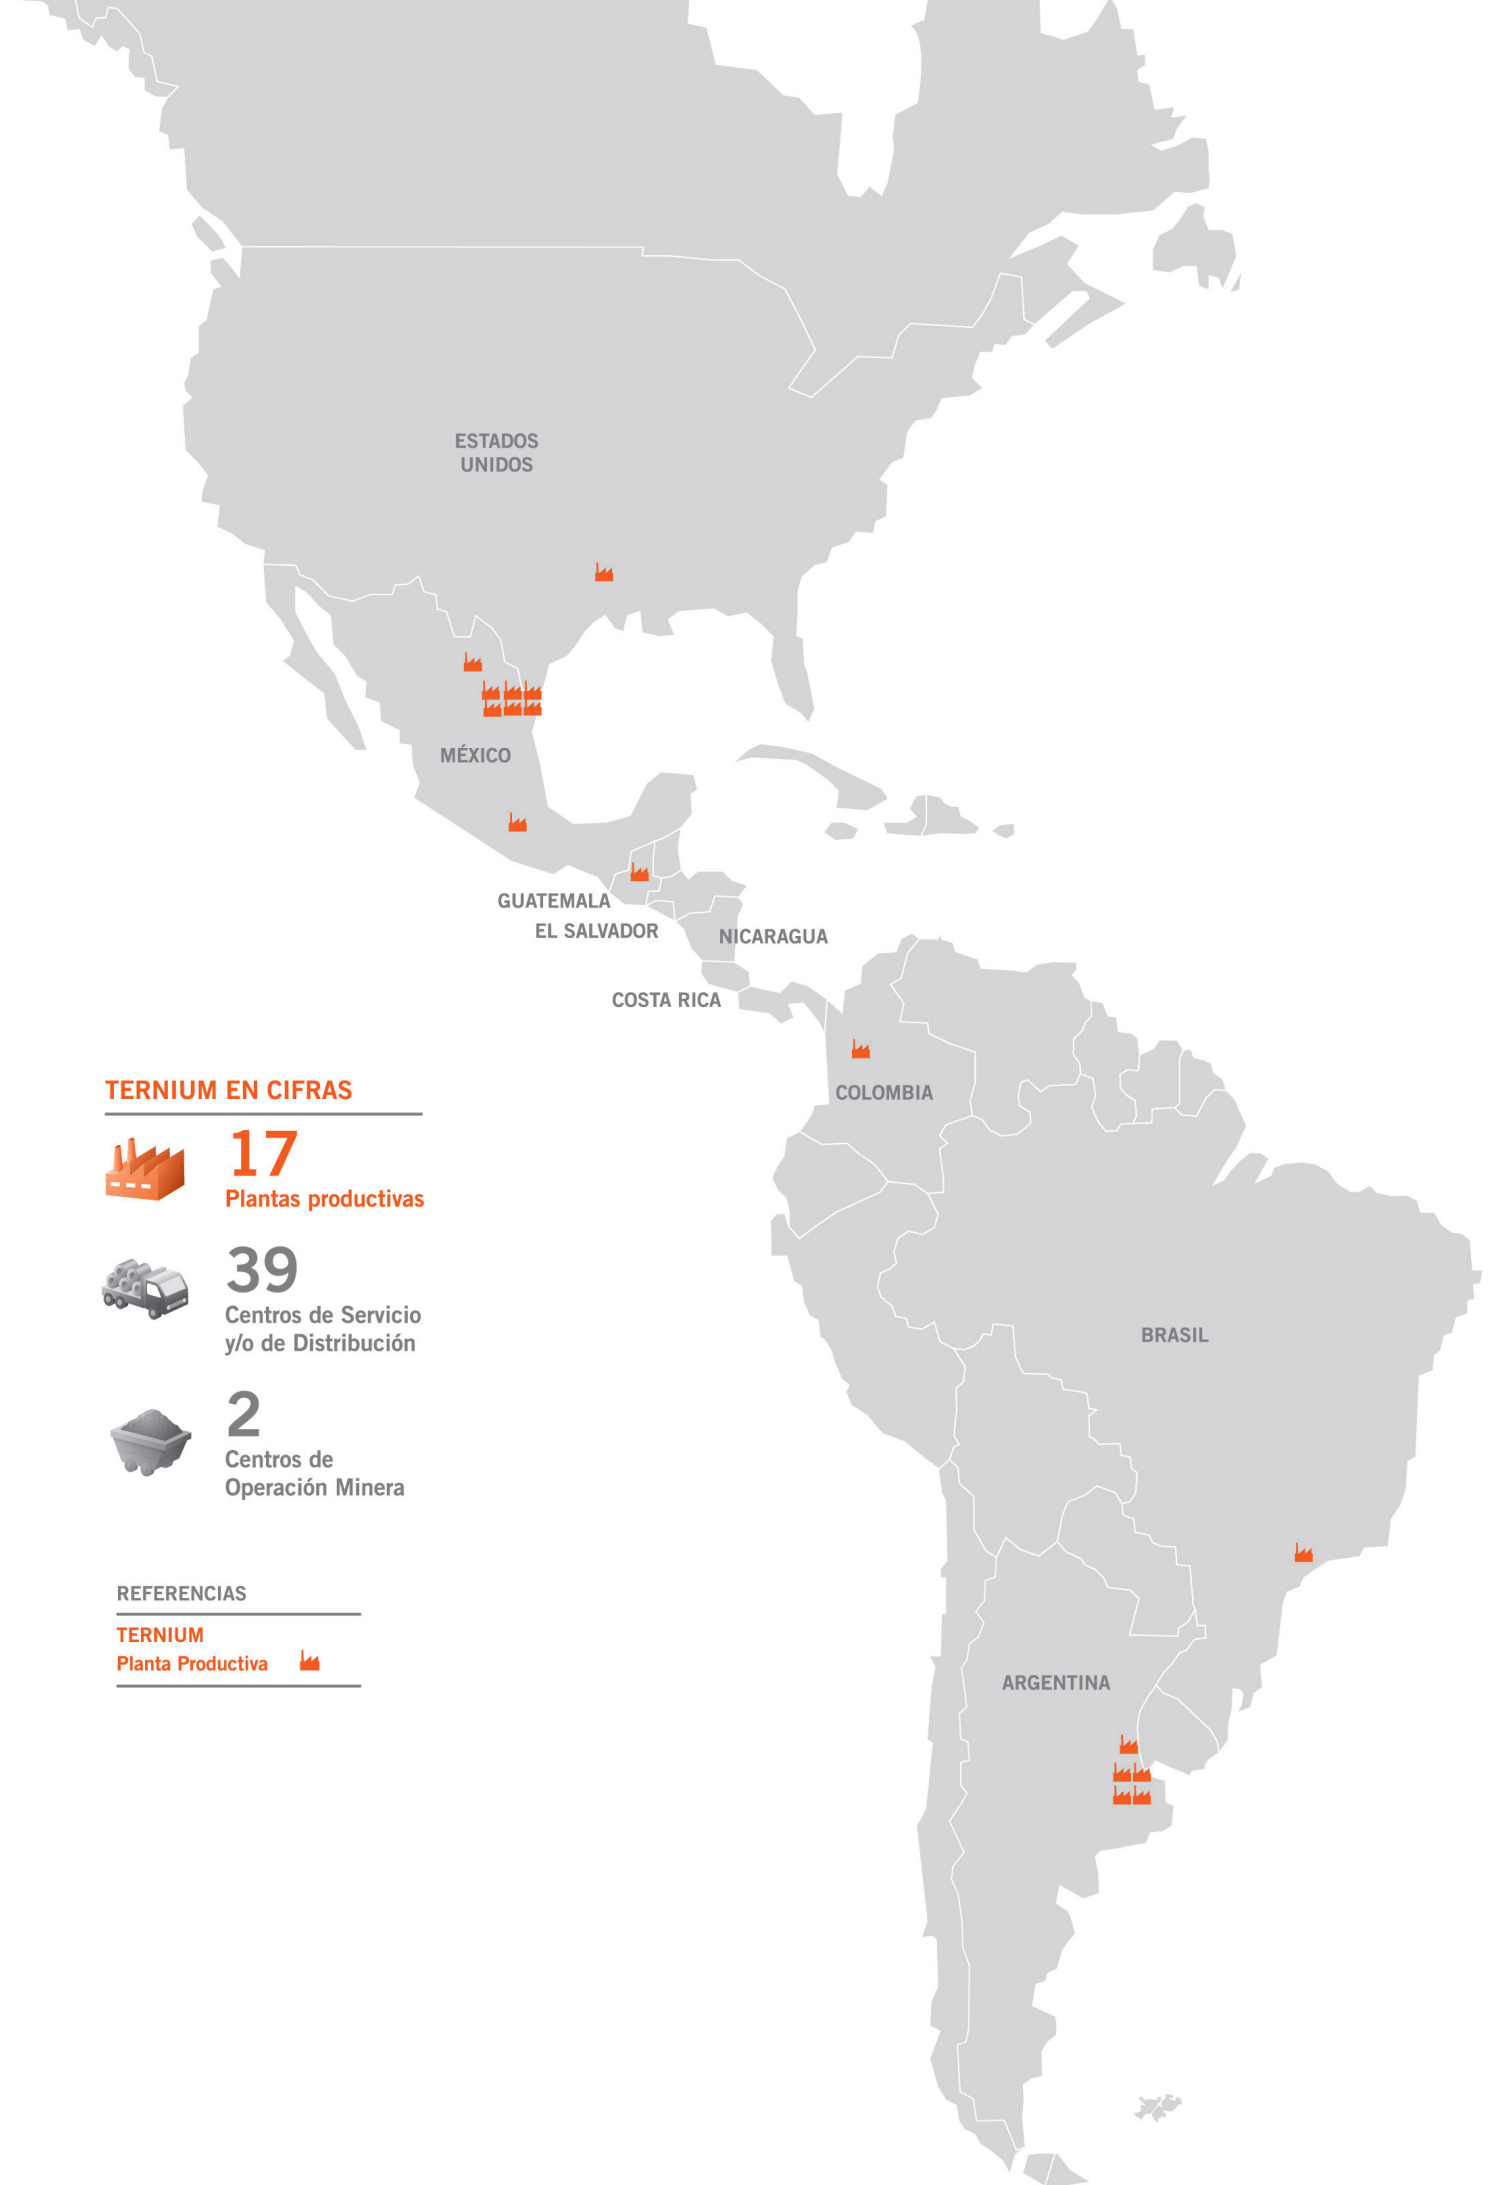 ESTADOS
UNIDOS
MÉXICO
GUATEMALA
EL SALVADOR
NICARAGUA
COSTA RICA
COLOMBIA
BRASIL
ARGENTINA
TERNIUM EN CIFRAS
17
Plantas productivas
39
Centros de Servicio
y/o de Distribución
2
Centros de
Operación Minera
REFERENCIAS
TERNIUM
Planta Productiva